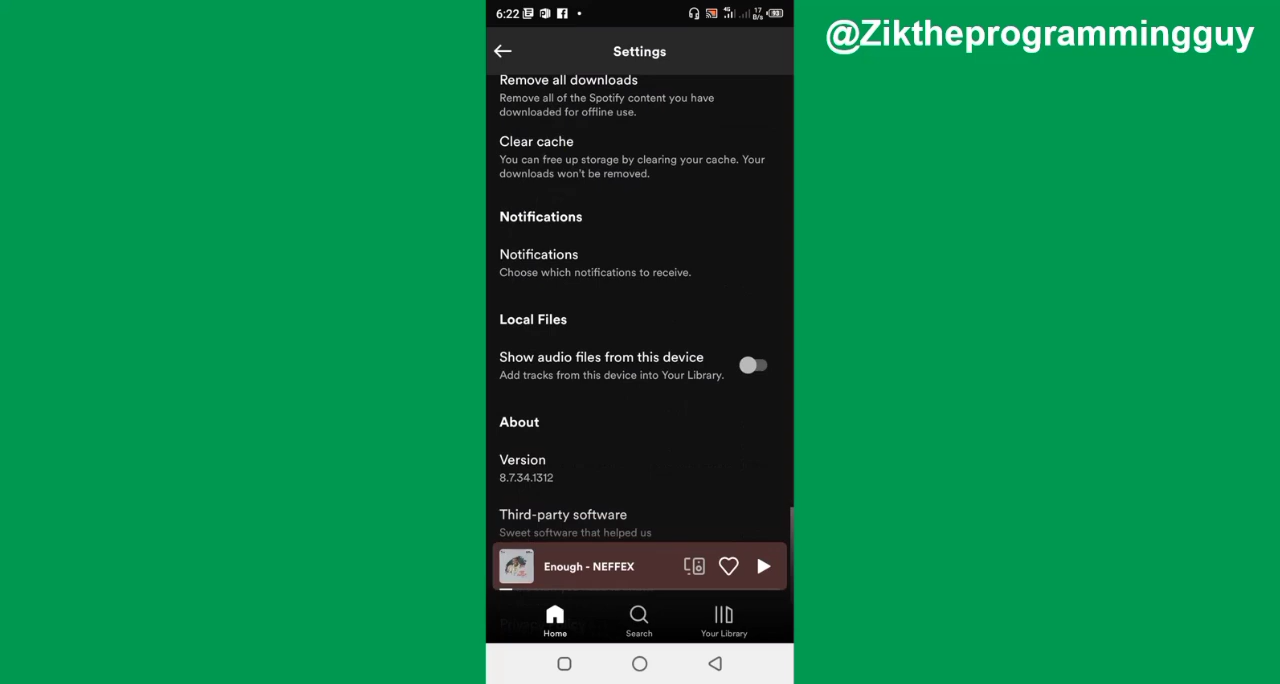 @Ziktheprogrammingguy
6:22
4G
17
B/s
93
Settings
Remove all downloads
Remove all of the Spotify content you have
downloaded for offline use.
Clear cache
You can free up storage by clearing your cache. Your
downloads won't be removed.
Notifications
Notifications
Choose which notifications to receive.
Local Files
Show audio files from this device
Add tracks from this device into Your Library.
About
Version
8.7.34.1312
Third-party software
Sweet software that helped us
Enough - NEFFEX
Home
Search
Your Library